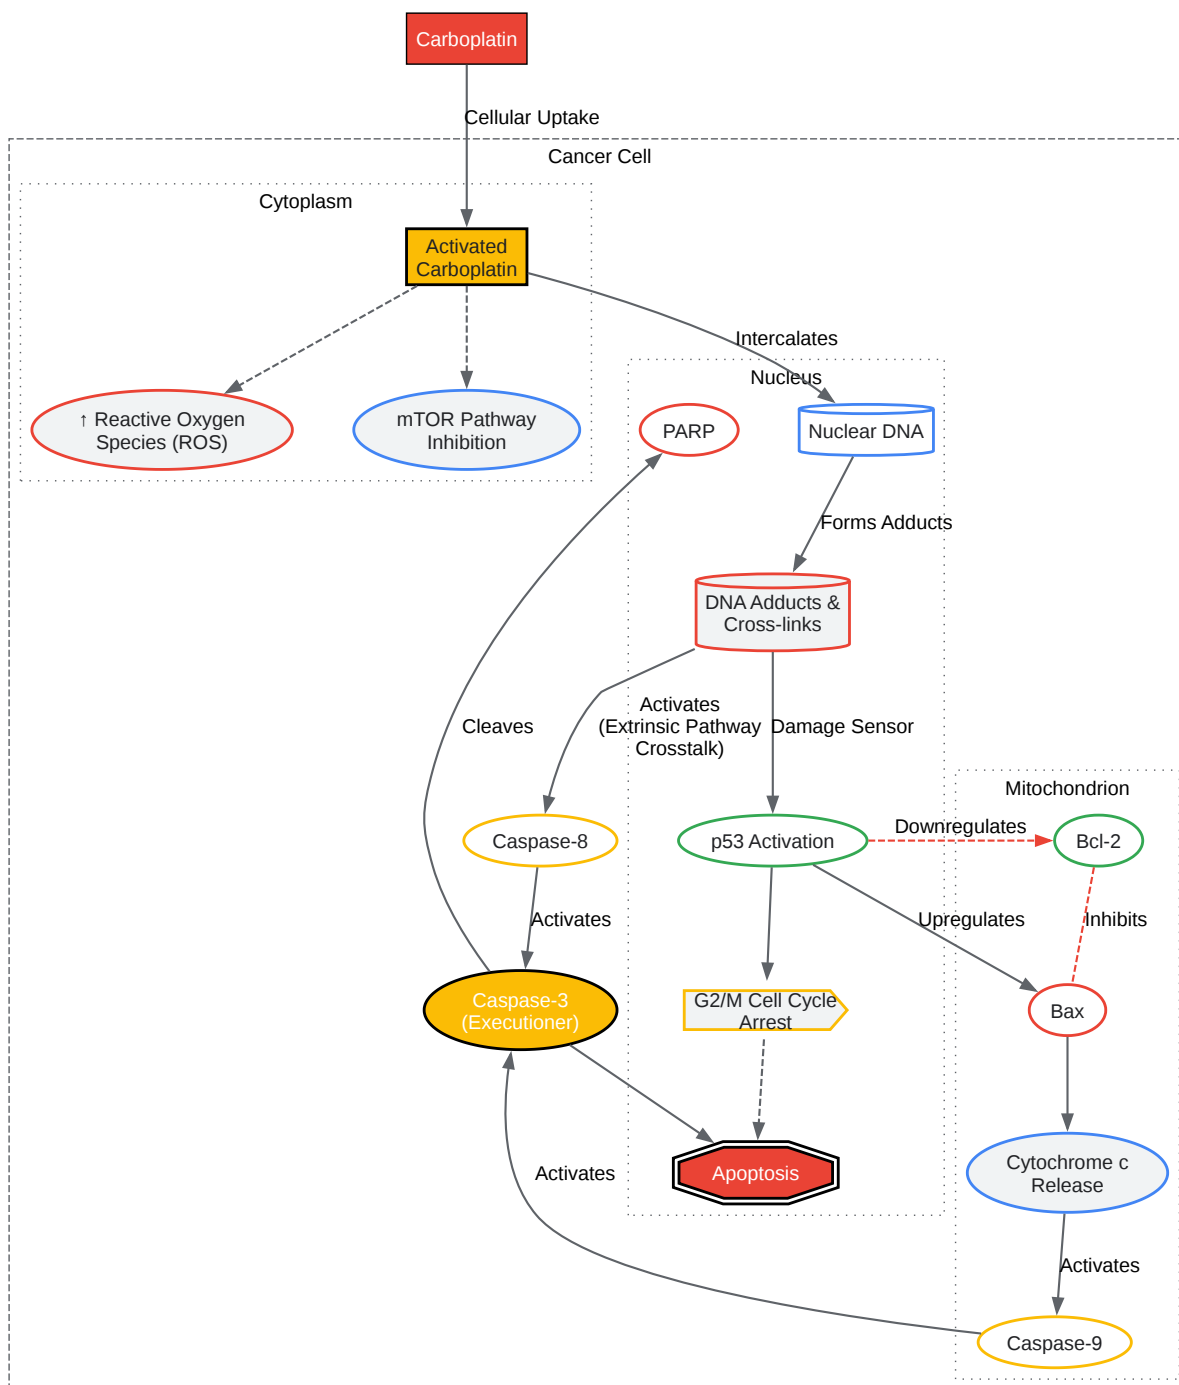 Carboplatin
Cellular Uptake
Cancer Cell
Cytoplasm
Activated
Carboplatin
Intercalates
Nucleus
↑ Reactive Oxygen
Species (ROS)
mTOR Pathway
Inhibition
PARP
Nuclear DNA
Forms Adducts
DNA Adducts &
Cross-links
Cleaves
Activates
(Extrinsic Pathway
Crosstalk)
Damage Sensor
Mitochondrion
Caspase-8
p53 Activation
Downregulates
Bcl-2
Activates
Upregulates
Inhibits
Caspase-3
(Executioner)
G2/M Cell Cycle
Arrest
Bax
Activates
Apoptosis
Cytochrome c
Release
Activates
Caspase-9